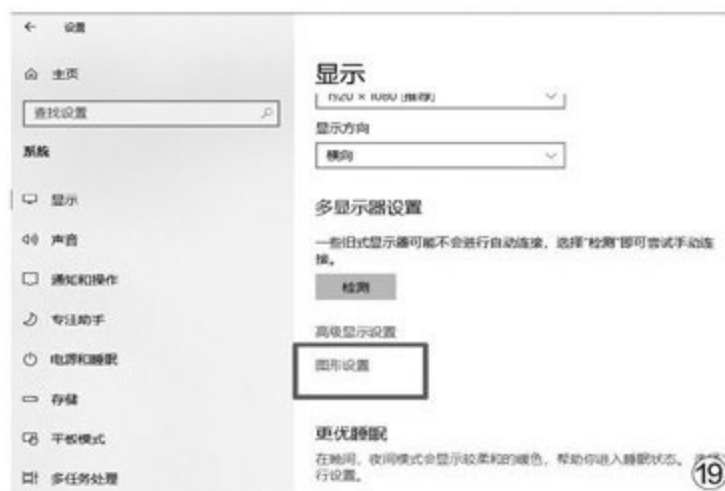 设置
主页
查找设置
系统
显示
声音
通知和操作
专注助手
电源和睡眠
存储
平板模式
多任务处理
显示
1920 × 1080 (推荐)
显示方向
横向
多显示器设置
一些旧式显示器可能不会进行自动连接，选择"检测"即可尝试手动连
接。
检测
高级显示设置
图形设置
更优睡眠
在晚间，夜间模式会显示较柔和的暖色，帮助你进入睡眠状态。
行设置。
19